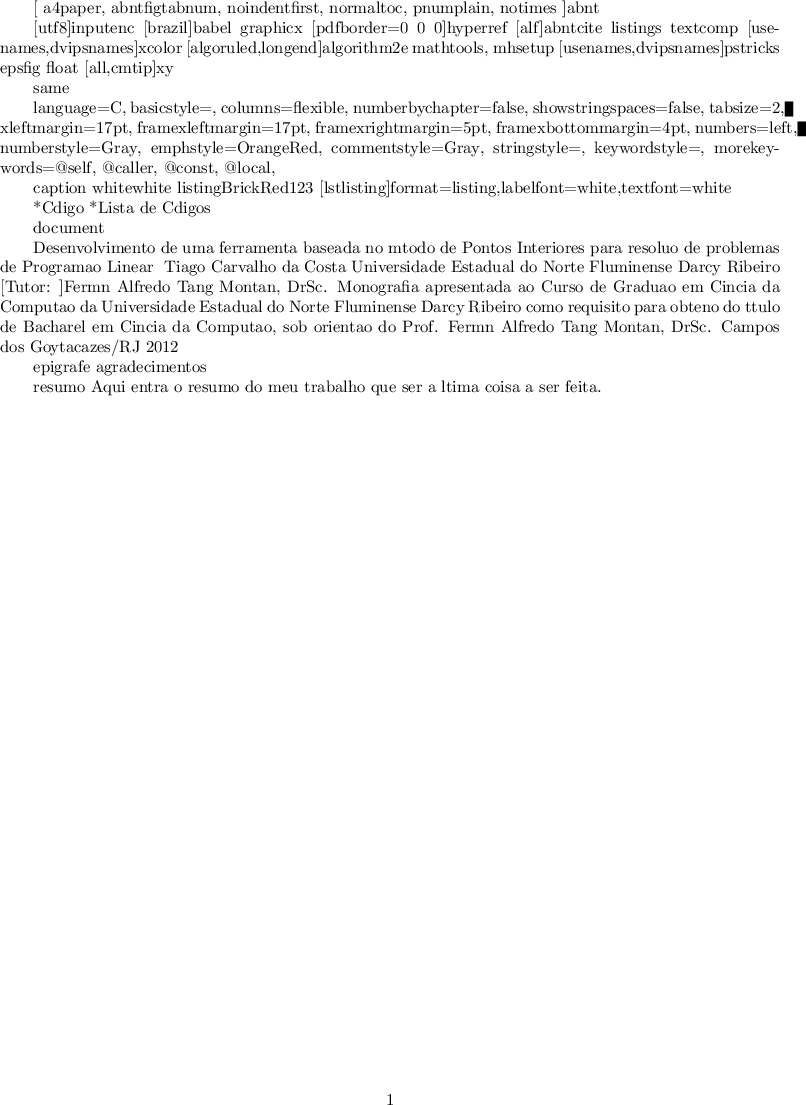 [ a4paper, abntfigtabnum, noindentfirst, normaltoc, pnumplain, notimes ]abnt
[utf8]inputenc [brazil]babel graphicx [pdfborder=0 0 0]hyperref [alf]abntcite listings textcomp [use-
names,dvipsnames]xcolor [algoruled,longend]algorithm2e mathtools, mhsetup [usenames,dvipsnames]pstricks
epsfig float [all,cmtip]xy
same
language=C, basicstyle=, columns=flexible, numberbychapter=false, showstringspaces=false, tabsize=2,
xleftmargin=17pt, framexleftmargin=17pt, framexrightmargin=5pt, framexbottommargin=4pt, numbers=left,
numberstyle=Gray, emphstyle=OrangeRed, commentstyle=Gray, stringstyle=, keywordstyle=, morekey-
words=@self, @caller, @const, @local,
caption whitewhite listingBrickRed123 [lstlisting]format=listing,labelfont=white,textfont=white
*Cdigo *Lista de Cdigos
document
Desenvolvimento de uma ferramenta baseada no mtodo de Pontos Interiores para resoluo de problemas
de Programao Linear Tiago Carvalho da Costa Universidade Estadual do Norte Fluminense Darcy Ribeiro
[Tutor: ]Fermn Alfredo Tang Montan, DrSc. Monografia apresentada ao Curso de Graduao em Cincia da
Computao da Universidade Estadual do Norte Fluminense Darcy Ribeiro como requisito para obteno do ttulo
de Bacharel em Cincia da Computao, sob orientao do Prof. Fermn Alfredo Tang Montan, DrSc. Campos
dos Goytacazes/RJ 2012
epigrafe agradecimentos
resumo Aqui entra o resumo do meu trabalho que ser a ltima coisa a ser feita.
1